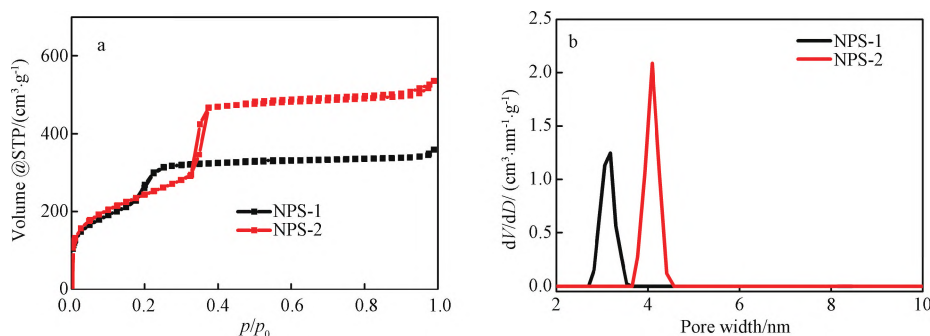 a
600
400
200
0
0.0
0.2
0.4
0.6
0.8
1.0
Volume @STP/(cm³·g⁻¹)
p/p₀
NPS-1
NPS-2
b
2.5
2.0
1.5
1.0
0.5
0.0
2
4
6
8
10
dV/dD/ (cm³·nm⁻¹·g⁻¹)
Pore width/nm
NPS-1
NPS-2